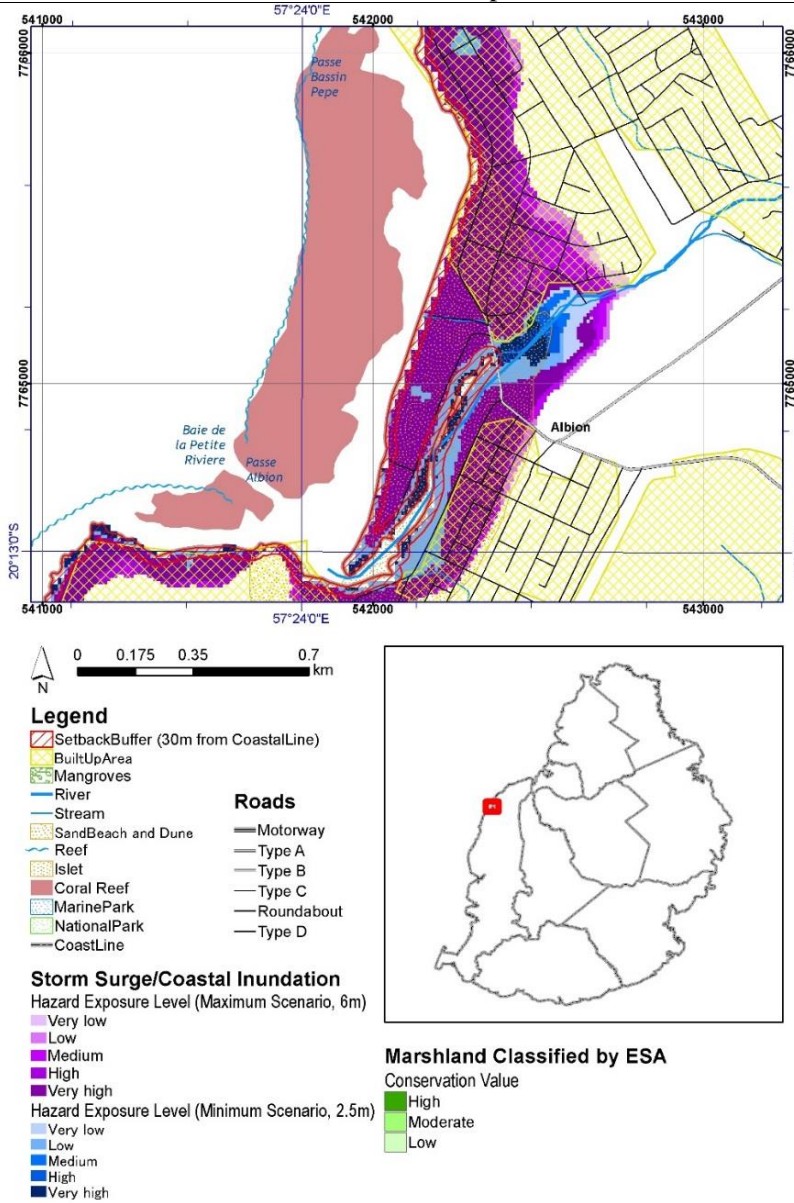 541000
57°24'0"E
542000
543000
7766000
7766000
Passe
Bassin
Pepe
7765000
7765000
Albion
Baie de
la Petite
Riviere
Passe
Albion
20°13'0"S
541000
57°24'0"E
542000
543000
N
0 0.175 0.35 0.7
km
Legend
SetbackBuffer (30m from CoastalLine)
BuiltUpArea
Mangroves
River
Stream
SandBeach and Dune
Reef
Islet
Coral Reef
MarinePark
NationalPark
CoastLine
Roads
Motorway
Type A
Type B
Type C
Roundabout
Type D
Storm Surge/Coastal Inundation
Hazard Exposure Level (Maximum Scenario, 6m)
Very low
Low
Medium
High
Very high
Hazard Exposure Level (Minimum Scenario, 2.5m)
Very low
Low
Medium
High
Very high
Marshland Classified by ESA
Conservation Value
High
Moderate
Low